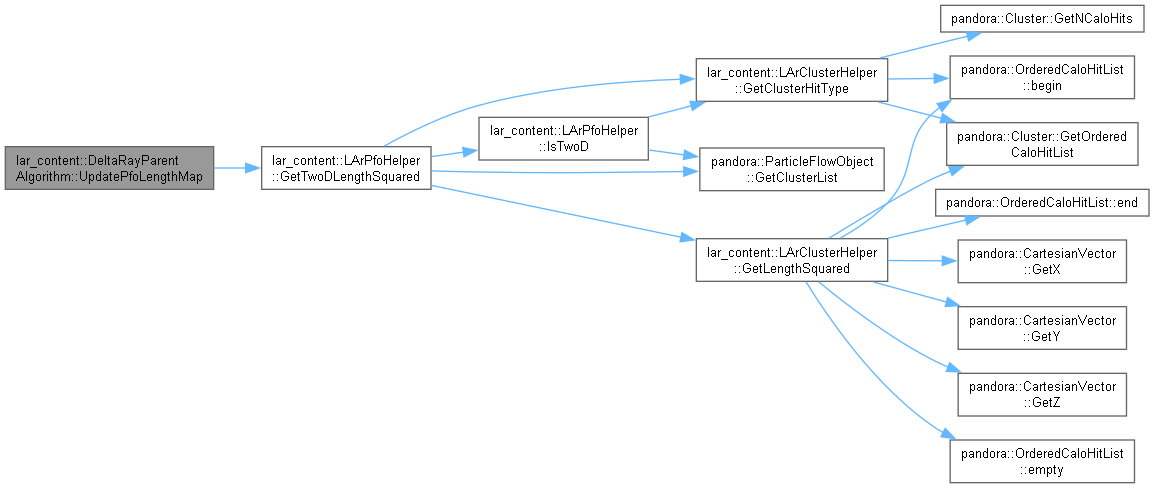 lar_content::DeltaRayParent
Algorithm::UpdatePfoLengthMap
lar_content::LArPfoHelper
::GetTwoDLengthSquared
lar_content::LArPfoHelper
::IsTwoD
lar_content::LArClusterHelper
::GetClusterHitType
pandora::ParticleFlowObject
::GetClusterList
lar_content::LArClusterHelper
::GetLengthSquared
pandora::Cluster::GetNCaloHits
pandora::OrderedCaloHitList
::begin
pandora::Cluster::GetOrdered
CaloHitList
pandora::OrderedCaloHitList::end
pandora::CartesianVector
::GetX
pandora::CartesianVector
::GetY
pandora::CartesianVector
::GetZ
pandora::OrderedCaloHitList
::empty